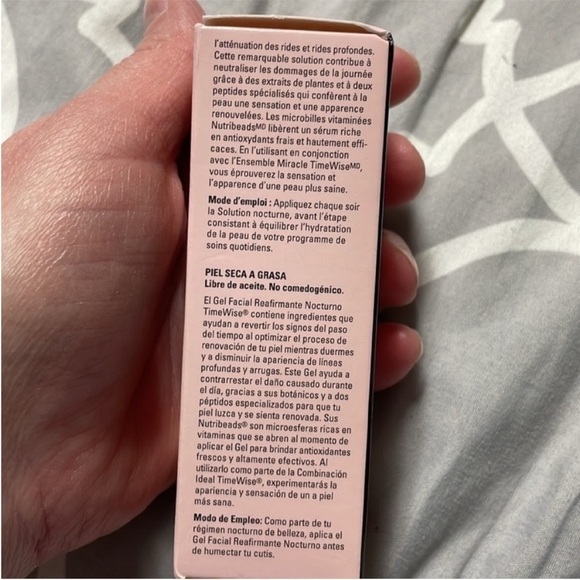 l'atténuation des rides et rides profondes.
Cette remarquable solution contribue à
neutraliser les dommages de la journée
grâce à des extraits de plantes et à deux
peptides spécialisés qui confèrent à la
peau une sensation et une apparence
renouvelées. Les microbilles vitaminées
NutribeadsMD libèrent un sérum riche
en antioxydants frais et hautement effi-
caces. En l'utilisant en conjonction
avec l'Ensemble Miracle TimeWiseMD,
vous éprouverez la sensation et
l'apparence d'une peau plus saine.
Mode d'emploi : Appliquez chaque soir
la Solution nocturne, avant l'étape
consistant à équilibrer l'hydratation
de la peau de votre programme de
soins quotidiens.
PIEL SECA A GRASA
Libre de aceite. No comedogénico.
El Gel Facial Reafirmante Nocturno
TimeWise® contiene ingredientes que
ayudan a revertir los signos del paso
del tiempo al optimizar el proceso de
renovación de tu piel mientras duermes
y a disminuir la apariencia de líneas
profundas y arrugas. Este Gel ayuda a
contrarrestar el daño causado durante
el día, gracias a sus botánicos y a dos
péptidos especializados para que tu
piel luzca y se sienta renovada. Sus
Nutribeads® son microesferas ricas en
vitaminas que se abren al momento de
aplicar el Gel para brindar antioxidantes
frescos y altamente efectivos. Al
utilizarlo como parte de la Combinación
Ideal TimeWise®, experimentarás la
apariencia y sensación de un a piel
más sana.
Modo de Empleo: Como parte de tu
régimen nocturno de belleza, aplica el
Gel Facial Reafirmante Nocturno antes
de humectar tu cutis.